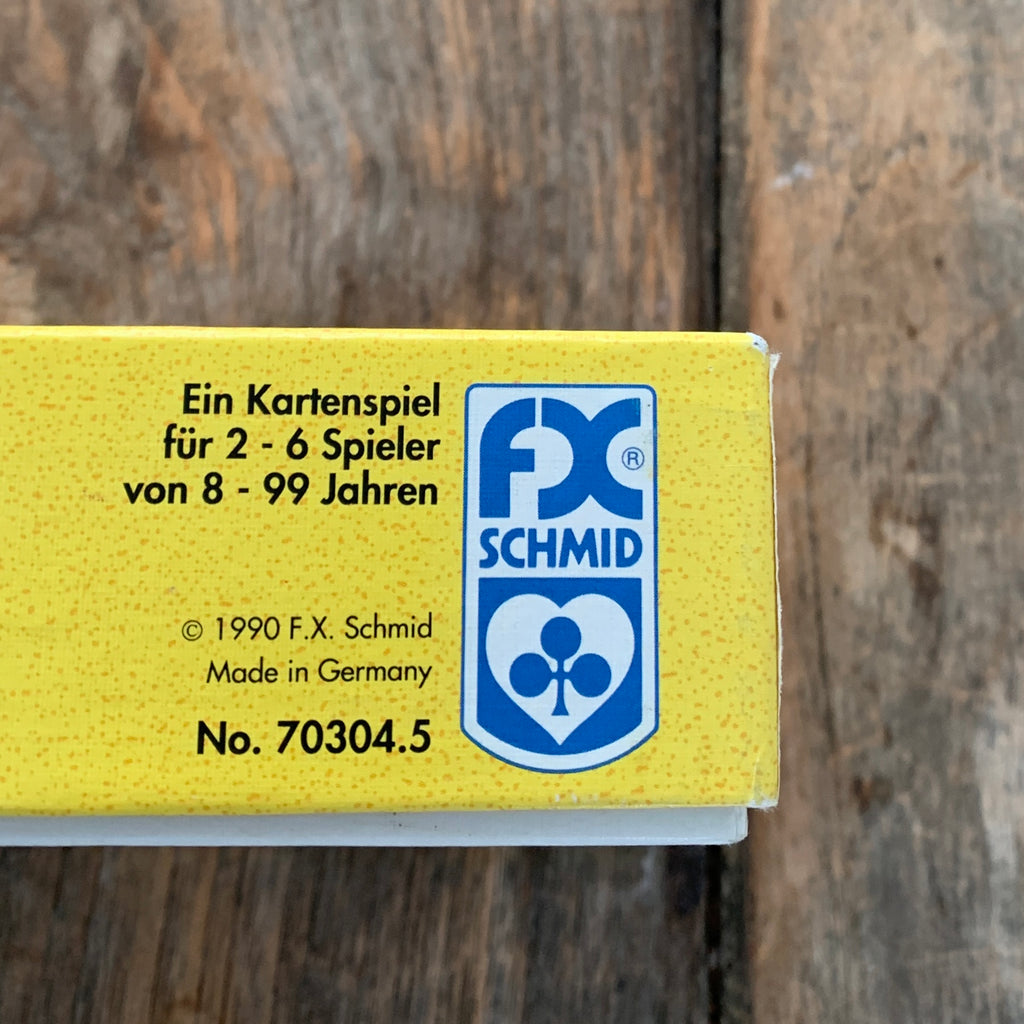 Ein Kartenspiel
für 2 - 6 Spieler
von 8 - 99 Jahren
© 1990 F.X. Schmid
Made in Germany
No. 70304.5
FX ®
SCHMID